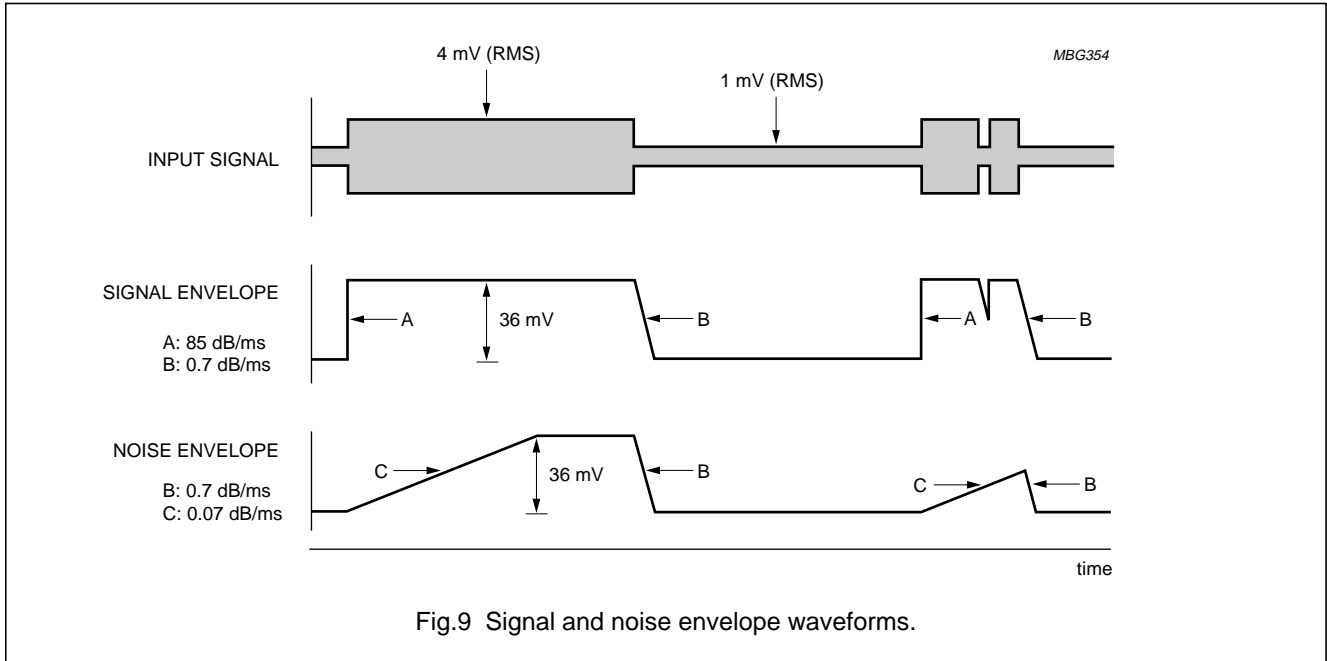 4 mV (RMS)
MBG354
1 mV (RMS)
INPUT SIGNAL
SIGNAL ENVELOPE
A
36 mV
B
A
B
A: 85 dB/ms
B: 0.7 dB/ms
NOISE ENVELOPE
C
36 mV
B
C
B
B: 0.7 dB/ms
C: 0.07 dB/ms
time
Fig.9 Signal and noise envelope waveforms.